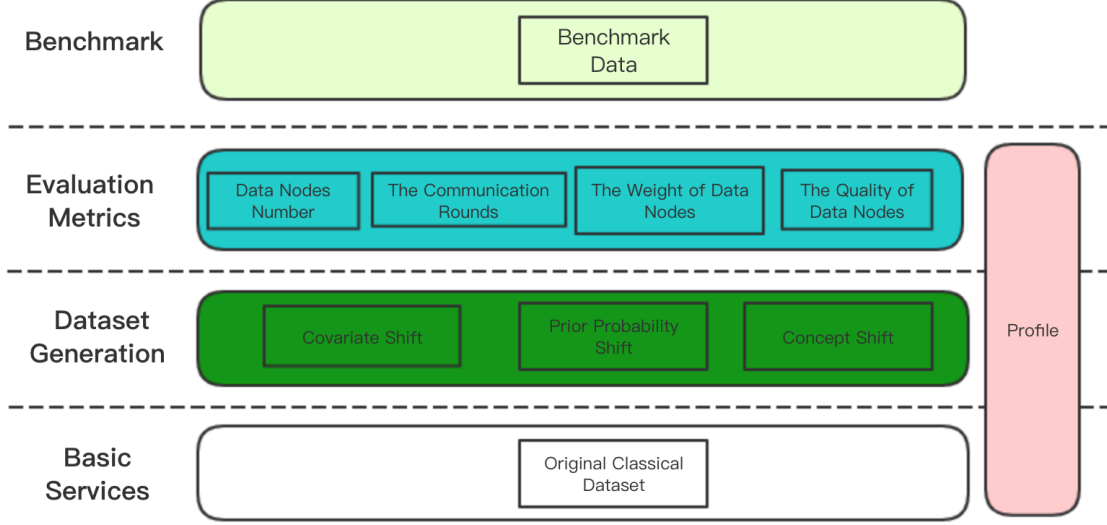 Benchmark
Benchmark
Data
Evaluation
Metrics
Data Nodes
Number
The Communication
Rounds
The Weight of Data
Nodes
The Quality of
Data Nodes
Dataset
Generation
Covariate Shift
Prior Probability
Shift
Concept Shift
Profile
Basic
Services
Original Classical
Dataset